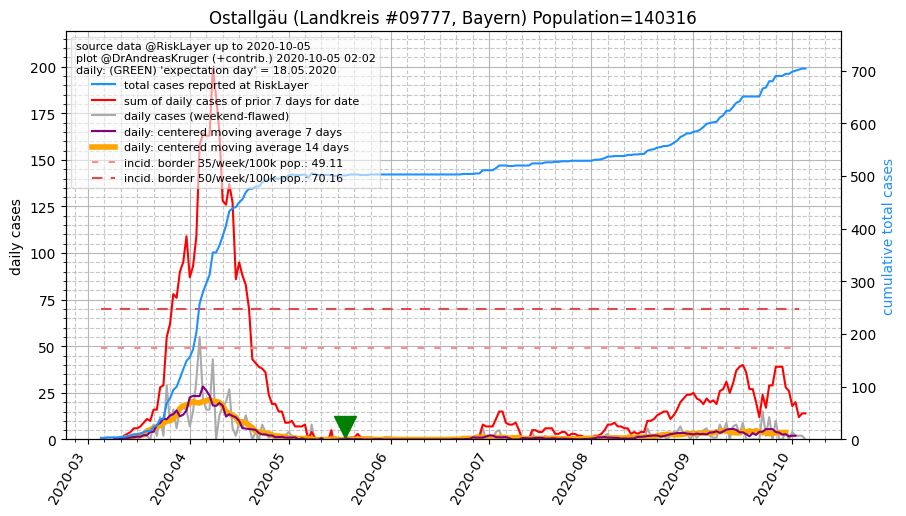 Ostallgäu (Landkreis #09777, Bayern) Population=140316
source data @RiskLayer up to 2020-10-05
plot @DrAndreasKruger (+contrib.) 2020-10-05 02:02
daily: (GREEN) 'expectation day' = 18.05.2020
total cases reported at RiskLayer
sum of daily cases of prior 7 days for date
daily cases (weekend-flawed)
daily: centered moving average 7 days
daily: centered moving average 14 days
incid. border 35/week/100k pop.: 49.11
incid. border 50/week/100k pop.: 70.16
daily cases
200
175
150
125
100
75
50
25
0
cumulative total cases
700
600
500
400
300
200
100
0
2020-03
2020-04
2020-05
2020-06
2020-07
2020-08
2020-09
2020-10